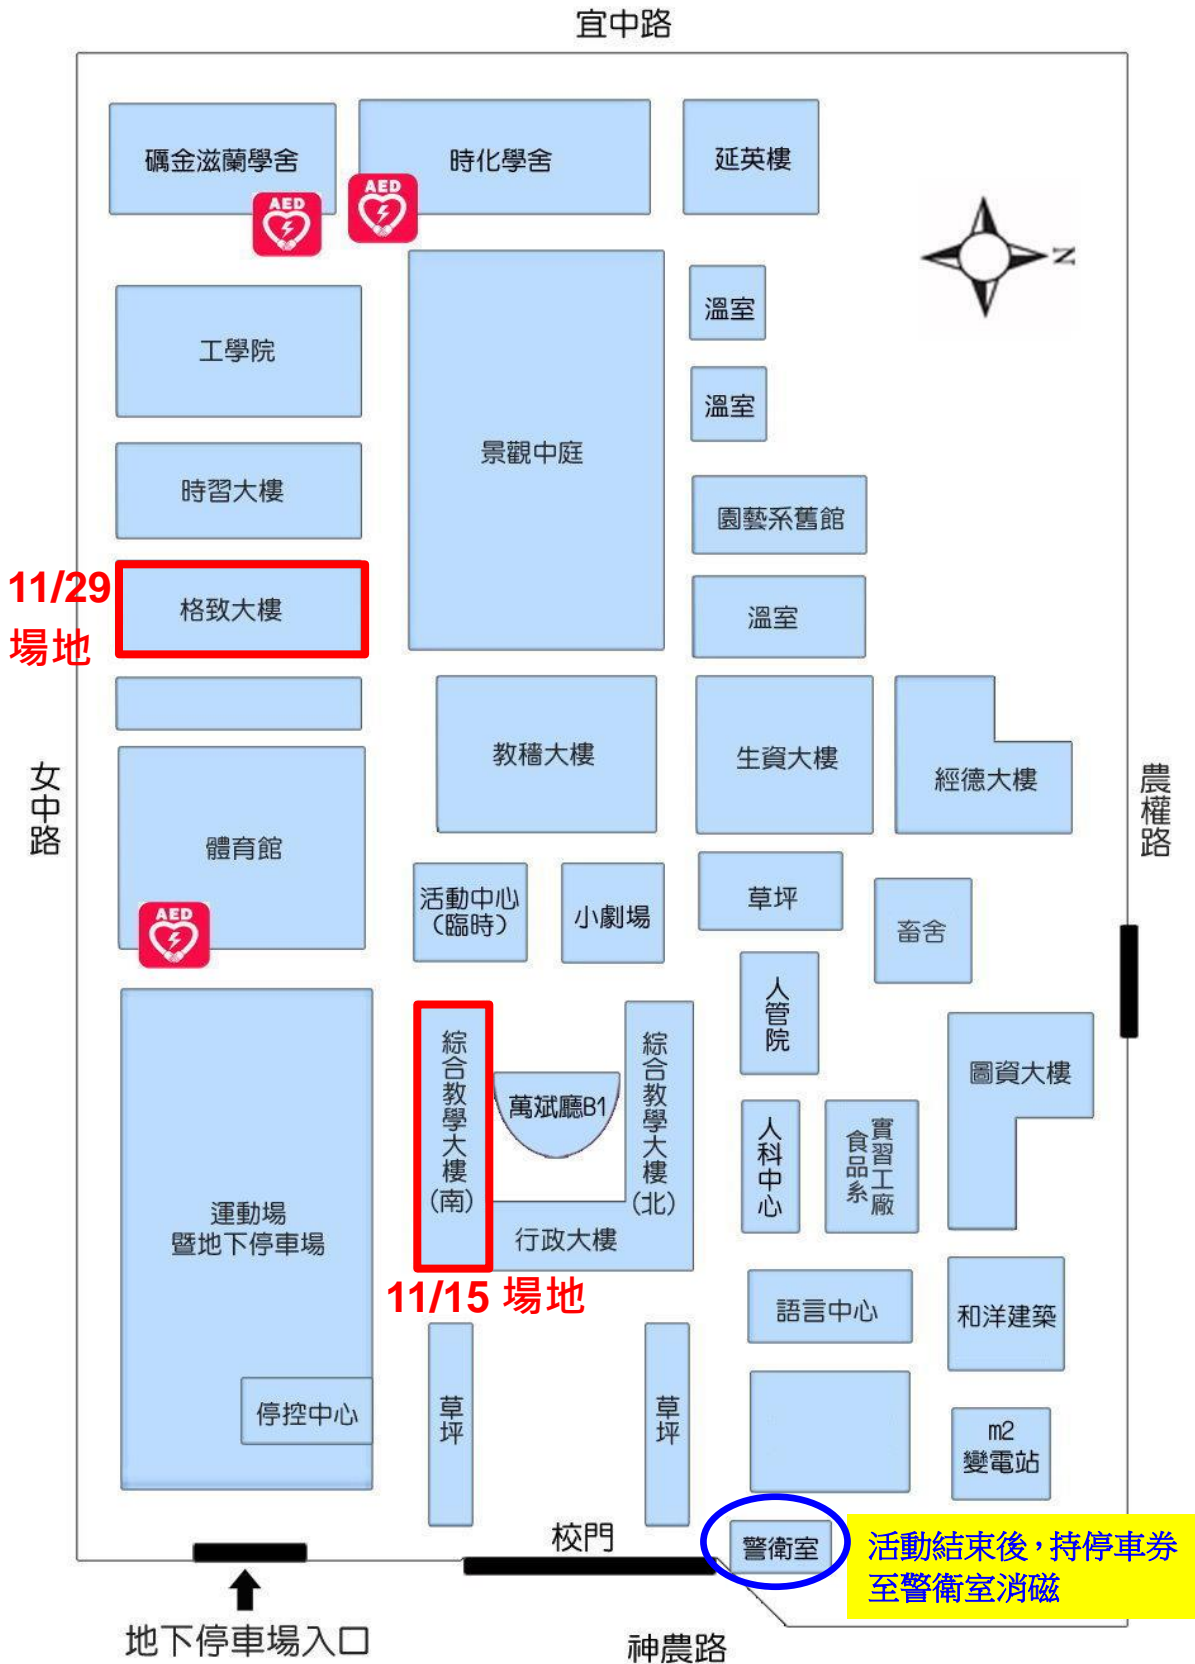 宜中路
礪金滋蘭學舍
時化學舍
延英樓
AED
AED
N
溫室
工學院
溫室
景觀中庭
時習大樓
園藝系舊館
11/29
場地
格致大樓
溫室
教穡大樓
生資大樓
經德大樓
女中路
農權路
體育館
活動中心
(臨時)
小劇場
草坪
畜舍
AED
人管院
綜合教學大樓(南)
萬斌廳B1
綜合教學大樓(北)
圖資大樓
人科中心
食品系
實習工廠
運動場
暨地下停車場
行政大樓
11/15 場地
語言中心
和洋建築
停控中心
草坪
草坪
m2
變電站
校門
警衛室
活動結束後，持停車券
至警衛室消磁
地下停車場入口
神農路